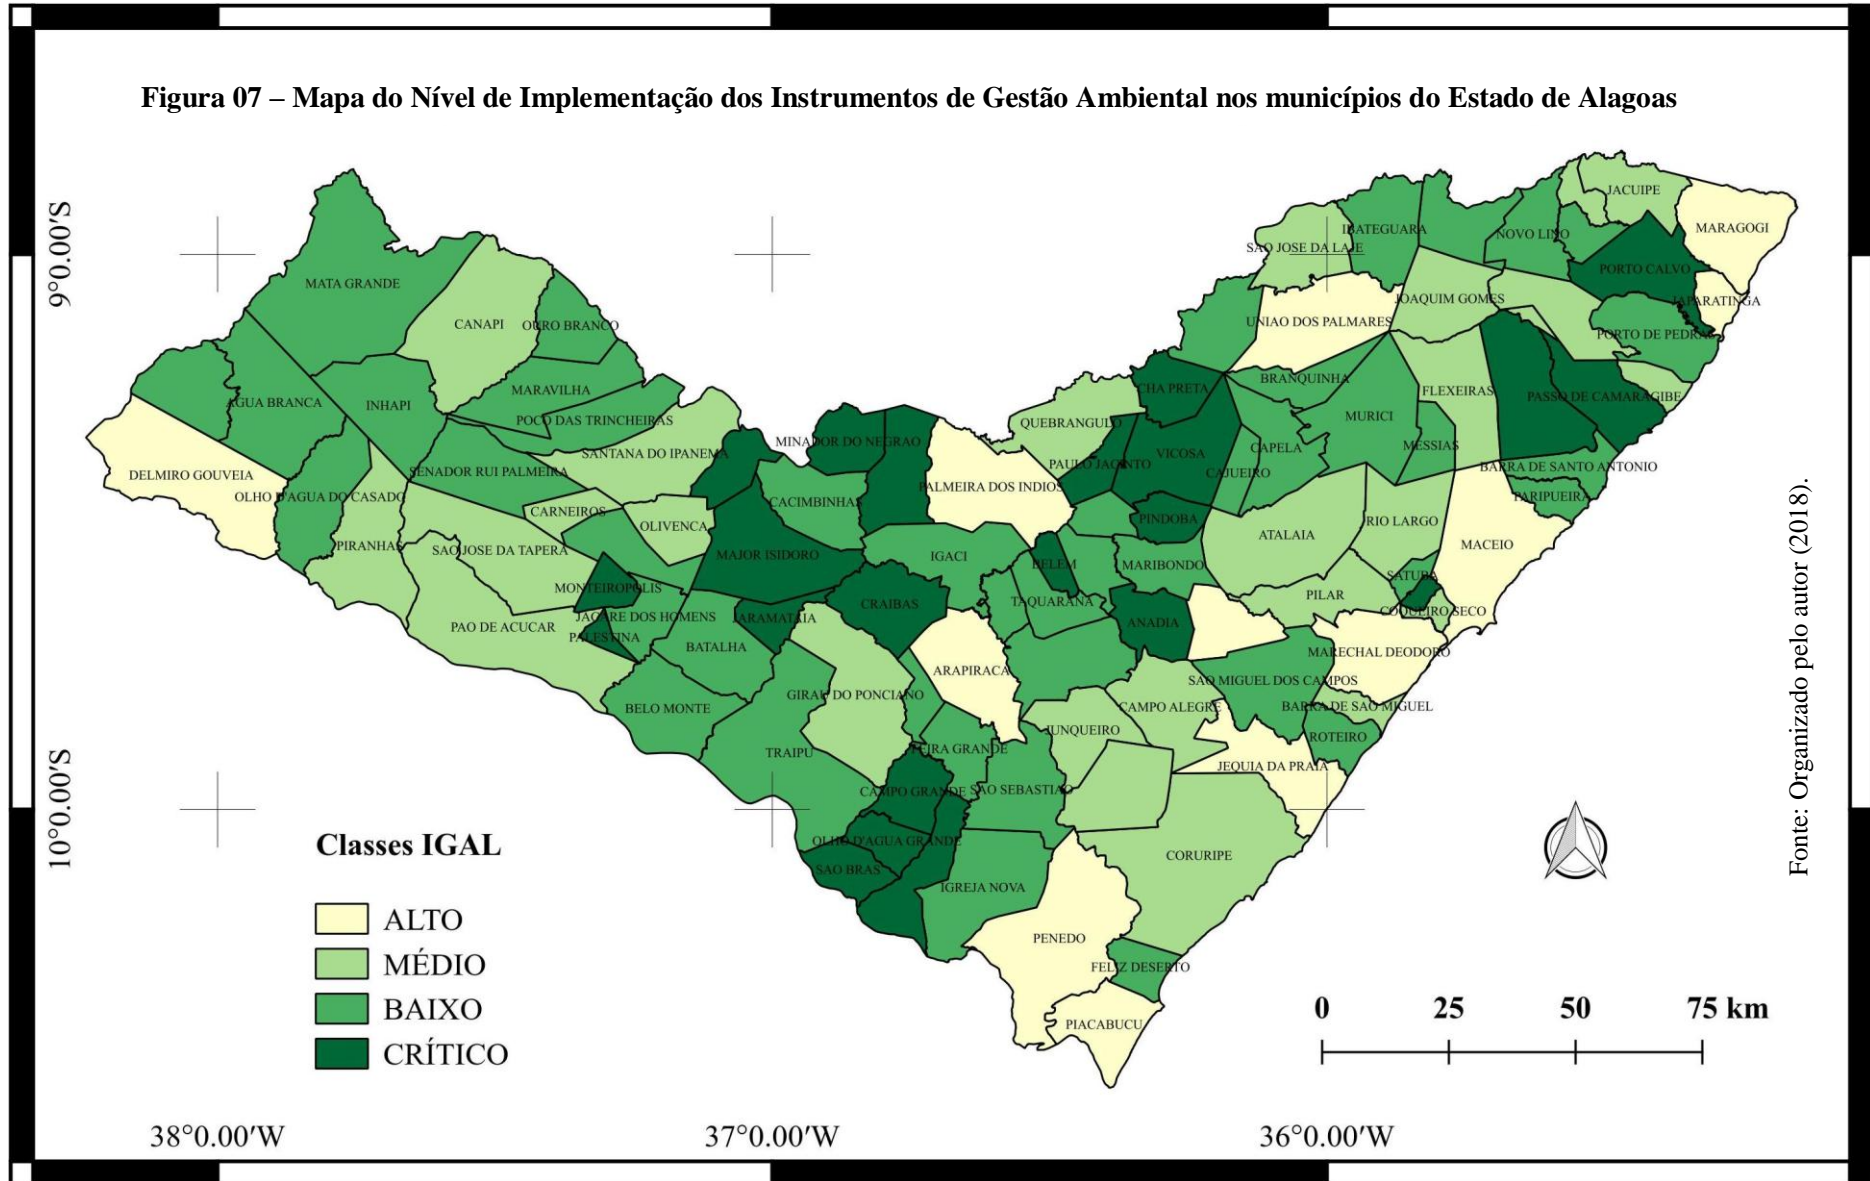 Figura 07 – Mapa do Nível de Implementação dos Instrumentos de Gestão Ambiental nos municípios do Estado de Alagoas
9°0.00'S
10°0.00'S
JACUIPE
MARAGOGI
IBATEGUARA
NOVO LINO
SAO JOSE DA LAJE
PORTO CALVO
MATA GRANDE
JOAQUIM GOMES
JAPARATINGA
CANAPI
OURO BRANCO
UNIAO DOS PALMARES
PORTO DE PEDRAS
BRANQUINHA
CHA PRETA
MARAVILHA
FLEXEIRAS
PASSO DE CAMARAGIBE
AGUA BRANCA
INHAPI
MURICI
POCO DAS TRINCHEIRAS
QUEBRANGULO
MINADOR DO NEGRAO
MESSIAS
CAPELA
SANTANA DO IPANEMA
VICOSA
PAULO JACINTO
BARRA DE SANTO ANTONIO
SENADOR RUI PALMEIRA
CAJUEIRO
DELMIRO GOUVEIA
PALMEIRA DOS INDIOS
OLHO D'AGUA DO CASADO
PARIPUEIRA
CACIMBINHAS
CARNEIROS
PINDOBA
RIO LARGO
OLIVENCA
ATALAIA
PIRANHAS
MACEIO
SAO JOSE DA TAPERA
MAJOR ISIDORO
IGACI
BELEM
MARIBONDO
SATUBA
MONTEIROPOLIS
PILAR
TAQUARANA
CRAIBAS
COQUEIRO SECO
JACARE DOS HOMENS
JARAMATAIA
ANADIA
PAO DE ACUCAR
PALESTINA
BATALHA
MARECHAL DEODORO
ARAPIRACA
SAO MIGUEL DOS CAMPOS
GIRAU DO PONCIANO
BELO MONTE
CAMPO ALEGRE
BARRA DE SAO MIGUEL
JUNQUEIRO
ROTEIRO
TRAIPU
FEIRA GRANDE
JEQUIA DA PRAIA
CAMPO GRANDE
SAO SEBASTIAO
OLHO D'AGUA GRANDE
CORURIPE
SAO BRAS
IGREJA NOVA
PENEDO
FELIZ DESERTO
PIACABUCU
Classes IGAL
ALTO
MÉDIO
BAIXO
CRÍTICO
0 25 50 75 km
38°0.00'W 37°0.00'W 36°0.00'W
Fonte: Organizado pelo autor (2018).